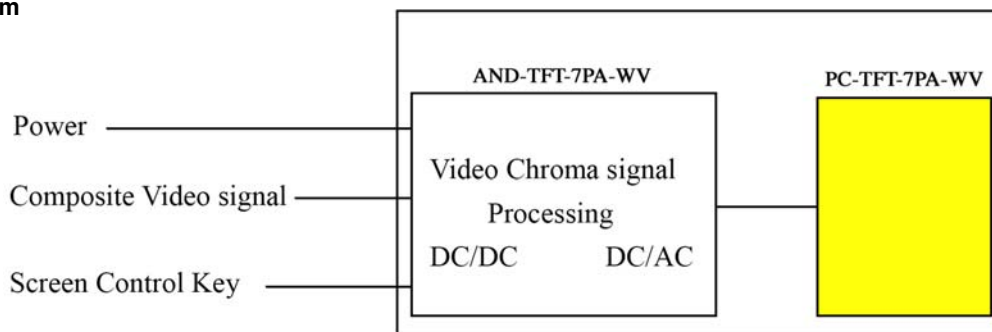 m
AND-TFT-7PA-WV
PC-TFT-7PA-WV
Power
Composite Video signal
Screen Control Key
Video Chroma signal
Processing
DC/DC DC/AC